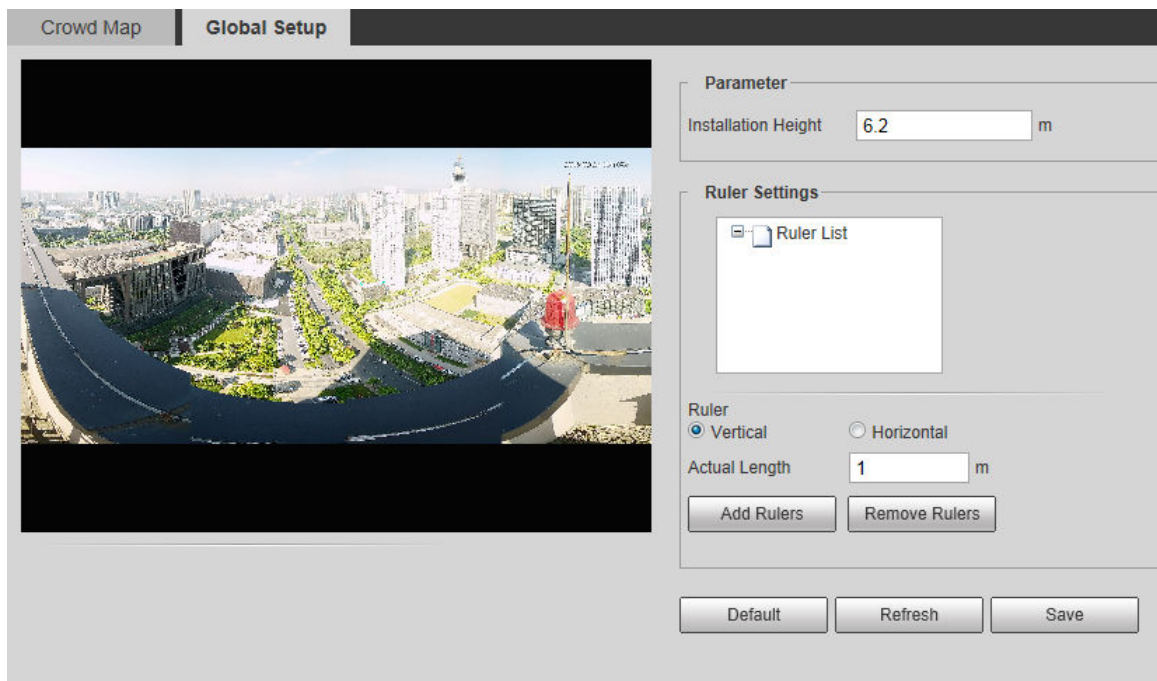 Crowd Map
Global Setup
Parameter
Installation Height 6.2 m
Ruler Settings
Ruler List
Ruler
Vertical Horizontal
Actual Length 1 m
Add Rulers Remove Rulers
Default Refresh Save